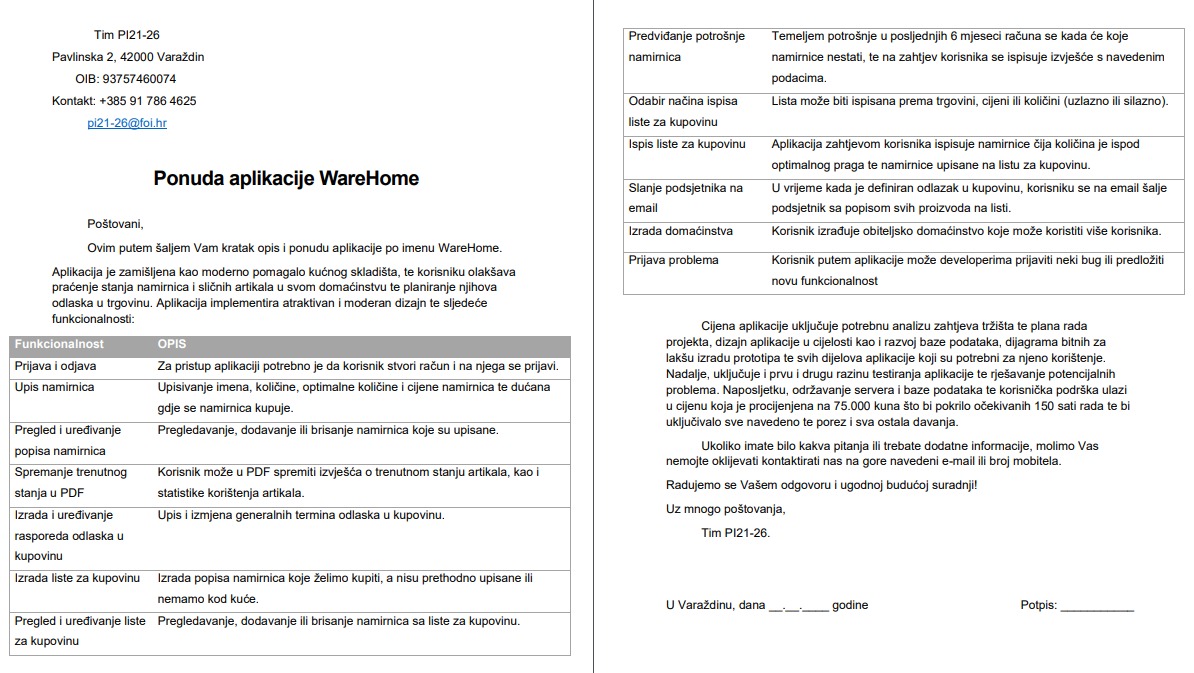 Tim PI21-26
Pavlinska 2, 42000 Varaždin
OIB: 93757460074
Kontakt: +385 91 786 4625
pi21-26@foi.hr
Ponuda aplikacije WareHome
Poštovani,
Ovim putem šaljem Vam kratak opis i ponudu aplikacije po imenu WareHome.
Aplikacija je zamišljena kao moderno pomagalo kućnog skladišta, te korisniku olakšava
praćenje stanja namirnica i sličnih artikala u svom domaćinstvu te planiranje njihova
odlaska u trgovinu. Aplikacija implementira atraktivan i moderan dizajn te sljedeće
funkcionalnosti:
Funkcionalnost OPIS
Prijava i odjava Za pristup aplikaciji potrebno je da korisnik stvori račun i na njega se prijavi.
Upis namirnica Upisivanje imena, količine, optimalne količine i cijene namirnica te dućana
gdje se namirnica kupuje.
Pregled i uređivanje Pregledavanje, dodavanje ili brisanje namirnica koje su upisane.
popisa namirnica
Spremanje trenutnog Korisnik može u PDF spremiti izvješća o trenutnom stanju artikala, kao i
stanja u PDF statistike korištenja artikala.
Izrada i uređivanje Upis i izmjena generalnih termina odlaska u kupovinu.
rasporeda odlaska u
kupovinu
Izrada liste za kupovinu Izrada popisa namirnica koje želimo kupiti, a nisu prethodno upisane ili
nemamo kod kuće.
Pregled i uređivanje liste Pregledavanje, dodavanje ili brisanje namirnica sa liste za kupovinu.
za kupovinu
Predviđanje potrošnje Temeljem potrošnje u posljednjih 6 mjeseci računa se kada će koje
namirnica namirnice nestati, te na zahtjev korisnika se ispisuje izvješće s navedenim
podacima.
Odabir načina ispisa Lista može biti ispisana prema trgovini, cijeni ili količini (uzlazno ili silazno).
liste za kupovinu
Ispis liste za kupovinu Aplikacija zahtjevom korisnika ispisuje namirnice čija količina je ispod
optimalnog praga te namirnice upisane na listu za kupovinu.
Slanje podsjetnika na U vrijeme kada je definiran odlazak u kupovinu, korisniku se na email šalje
email podsjetnik sa popisom svih proizvoda na listi.
Izrada domaćinstva Korisnik izrađuje obiteljsko domaćinstvo koje može koristiti više korisnika.
Prijava problema Korisnik putem aplikacije može developerima prijaviti neki bug ili predložiti
novu funkcionalnost
Cijena aplikacije uključuje potrebnu analizu zahtjeva tržišta te plana rada
projekta, dizajn aplikacije u cijelosti kao i razvoj baze podataka, dijagrama bitnih za
lakšu izradu prototipa te svih dijelova aplikacije koji su potrebni za njeno korištenje.
Nadalje, uključuje i prvu i drugu razinu testiranja aplikacije te rješavanje potencijalnih
problema. Naposljetku, održavanje servera i baze podataka te korisnička podrška ulazi
u cijenu koja je procijenjena na 75.000 kuna što bi pokrilo očekivanih 150 sati rada te bi
uključivalo sve navedeno te porez i sva ostala davanja.
Ukoliko imate bilo kakva pitanja ili trebate dodatne informacije, molimo Vas
nemojte oklijevati kontaktirati nas na gore navedeni e-mail ili broj mobitela.
Radujemo se Vašem odgovoru i ugodnoj budućoj suradnji!
Uz mnogo poštovanja,
Tim PI21-26.
U Varaždinu, dana __.__.____ godine Potpis: ___________